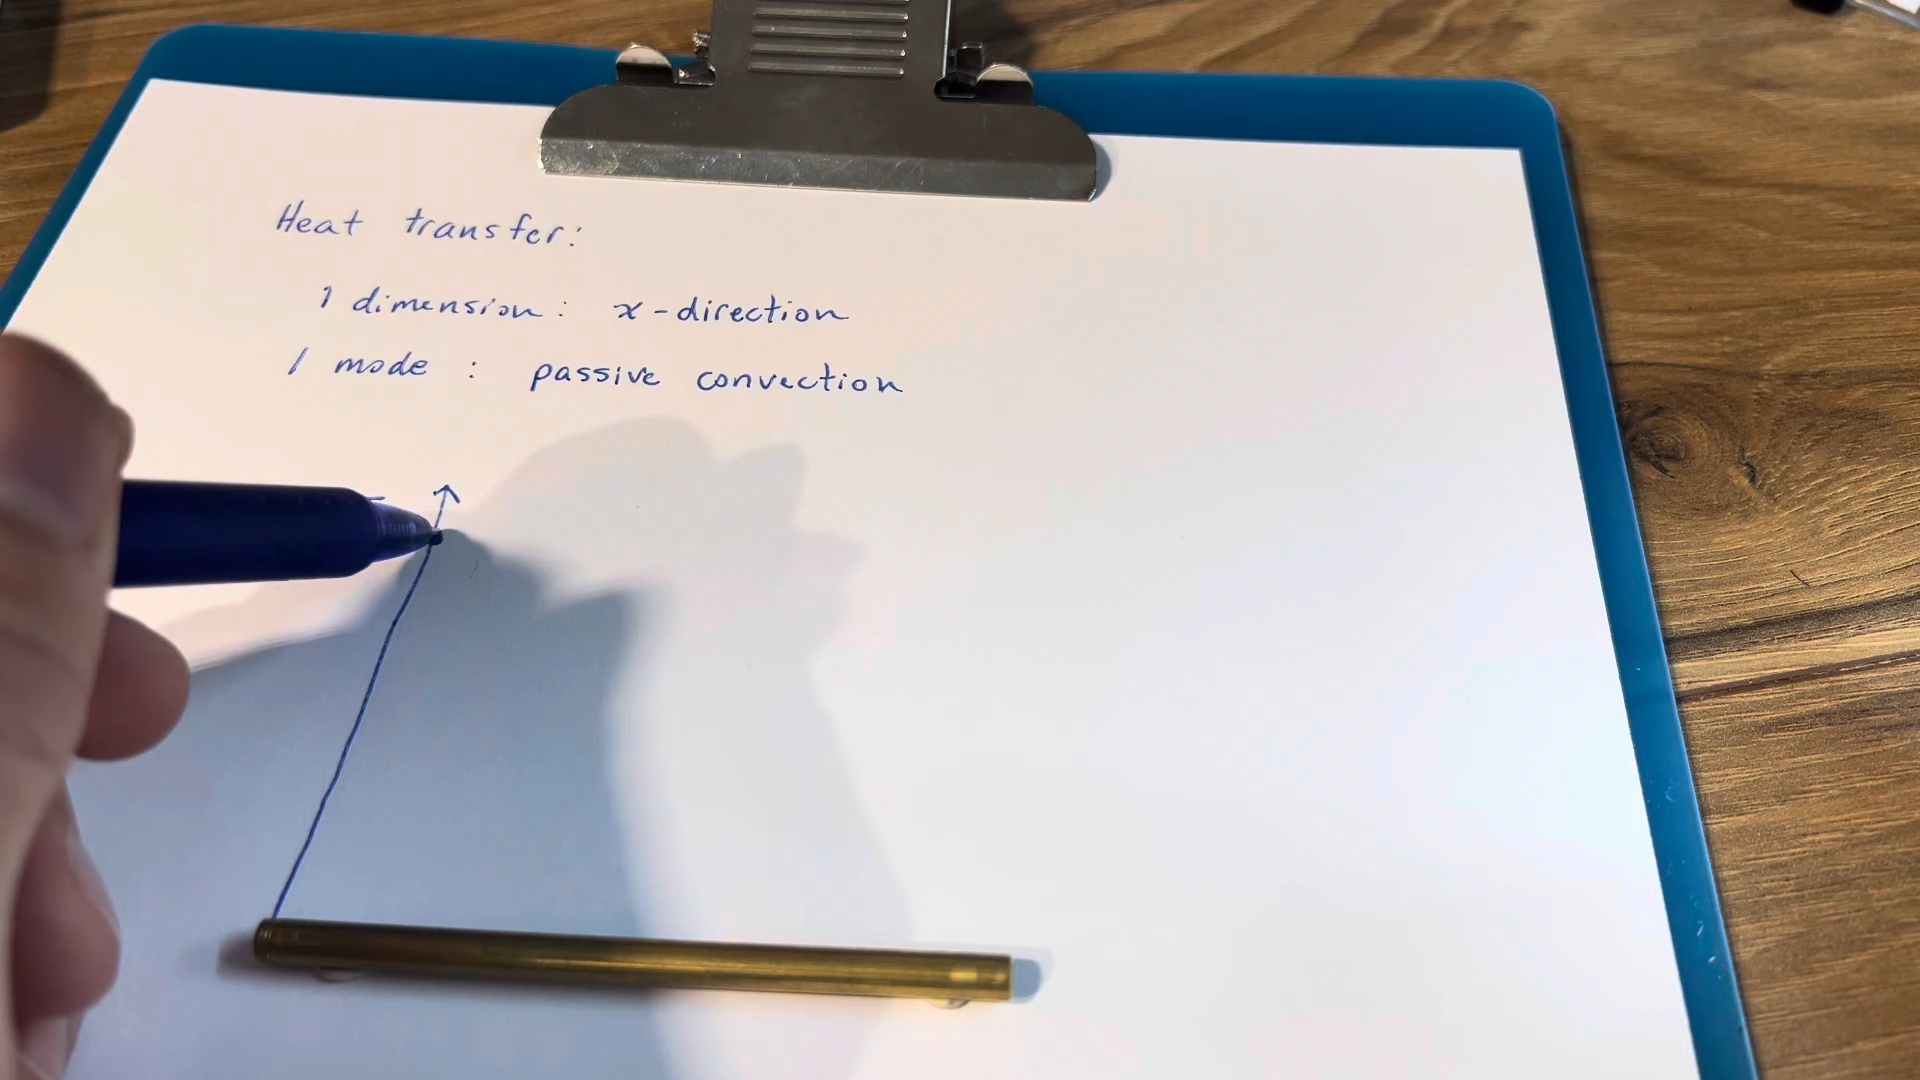 Heat transfer:
1 dimension: x-direction
1 mode : passive convection